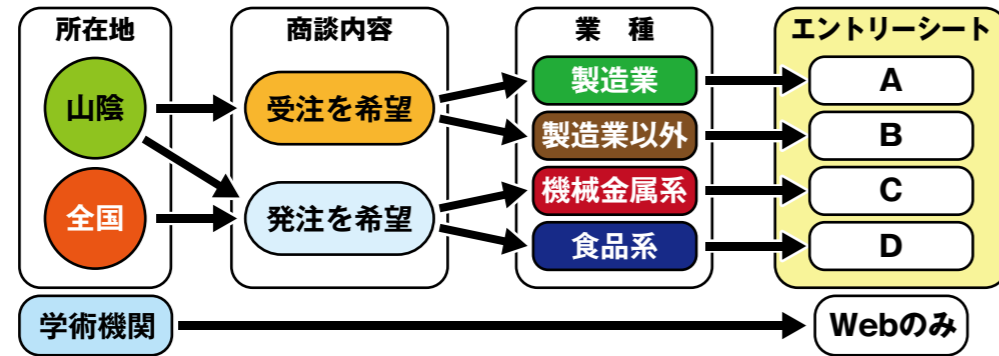 所在地
商談内容
業　種
エントリーシート
山陰
全国
受注を希望
発注を希望
製造業
製造業以外
機械金属系
食品系
A
B
C
D
学術機関
Webのみ